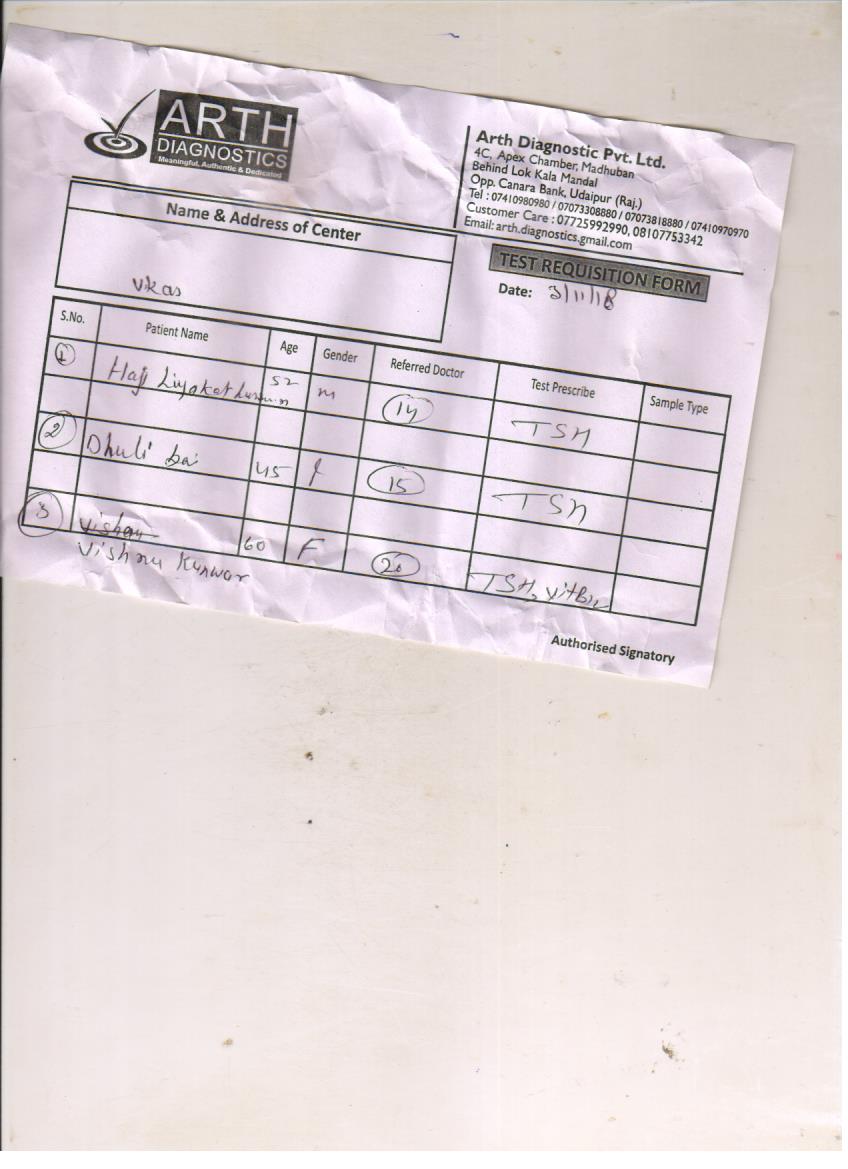 ARTH
DIAGNOSTICS
Meaningful, Authentic & Dedicated
Arth Diagnostic Pvt. Ltd.
4C, Apex Chamber, Madhuban
Behind Lok Kala Mandal
Opp. Canara Bank, Udaipur (Raj.)
Tel : 07410980980 / 07073308880 / 07073818880 / 07410970970
Customer Care : 07725992990, 08107753342
Email: arth.diagnostics.gmail.com
Name & Address of Center
vkas
TEST REQUISITION FORM
Date: 3/11/18
S.No. Patient Name Age Gender Referred Doctor Test Prescribe Sample Type
1 Haji Liyakat 52 m 14 TSH
2 Dhuli bai 45 f 15 TSH
3 Vishnu Kunwar 60 F 20 TSH, VitB12
Authorised Signatory